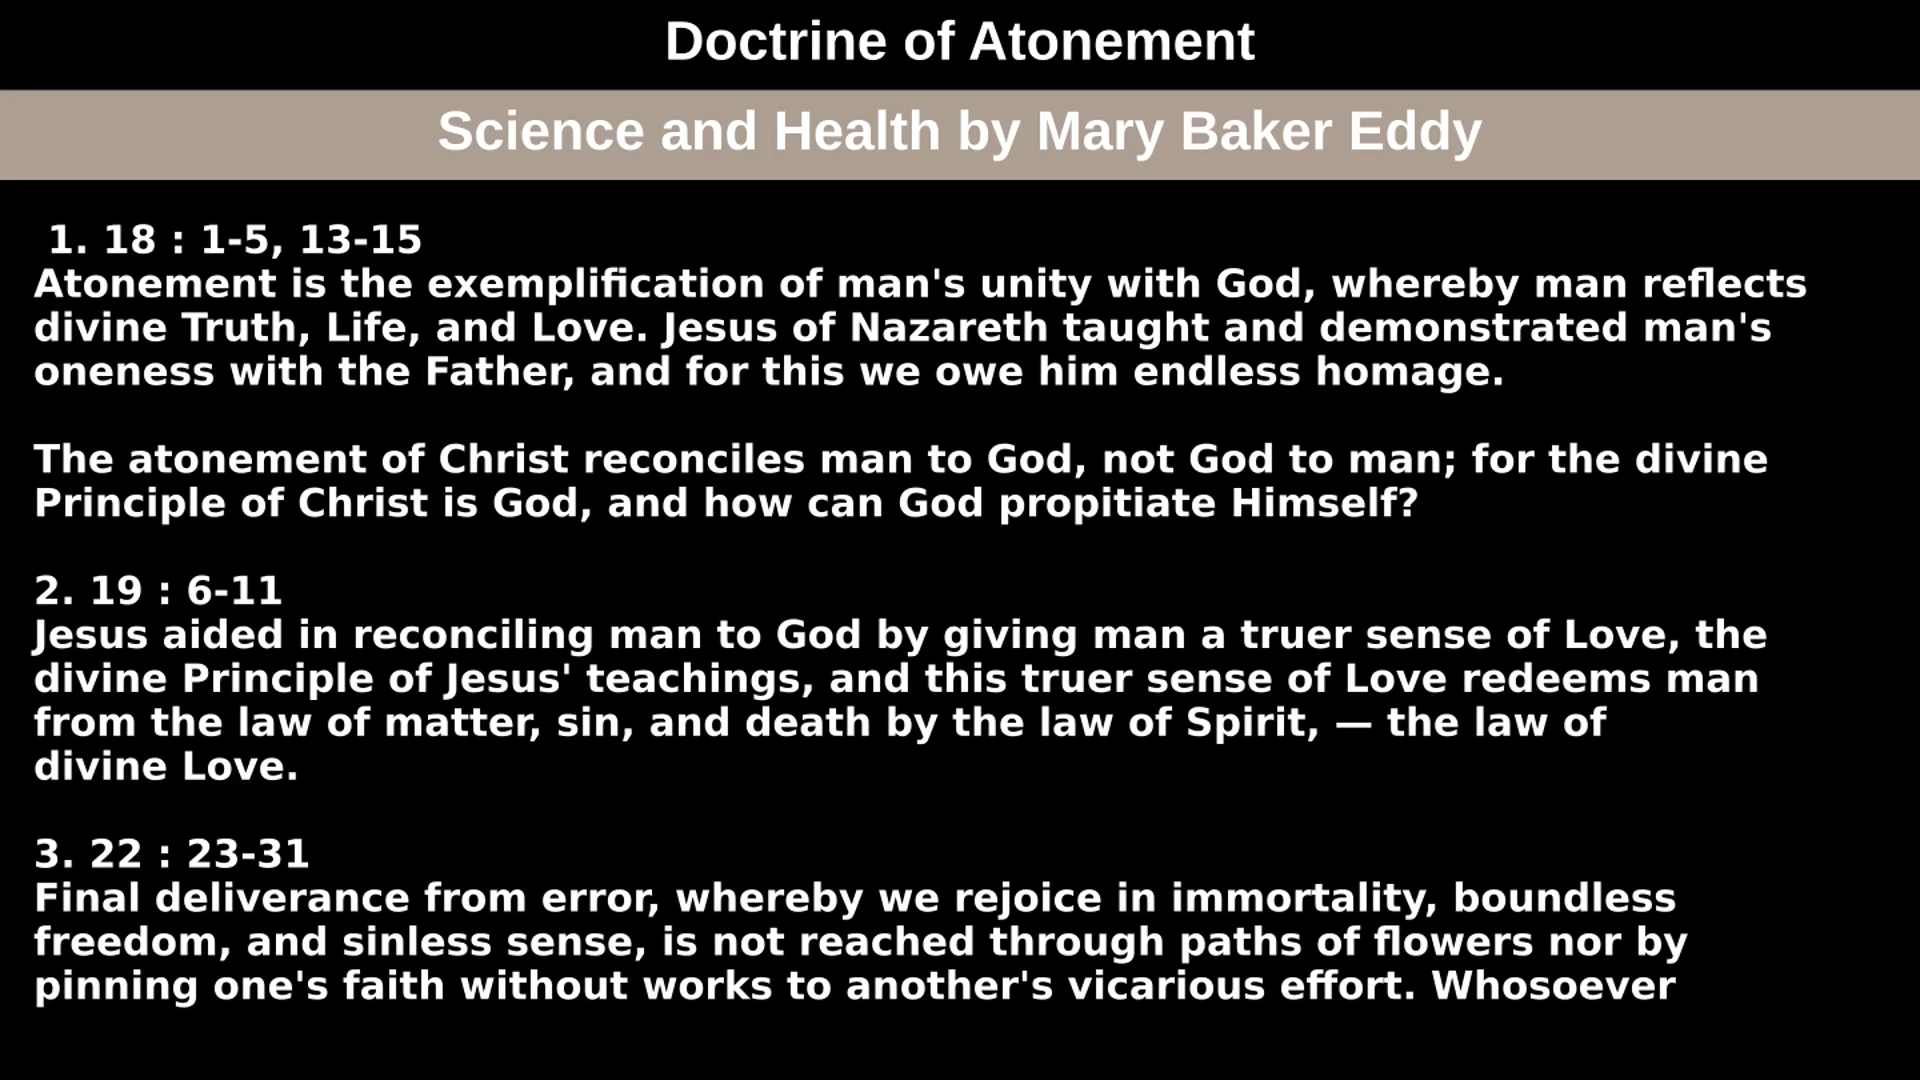 Doctrine of Atonement
Science and Health by Mary Baker Eddy
1. 18 : 1-5, 13-15
Atonement is the exemplification of man's unity with God, whereby man reflects
divine Truth, Life, and Love. Jesus of Nazareth taught and demonstrated man's
oneness with the Father, and for this we owe him endless homage.
The atonement of Christ reconciles man to God, not God to man; for the divine
Principle of Christ is God, and how can God propitiate Himself?
2. 19 : 6-11
Jesus aided in reconciling man to God by giving man a truer sense of Love, the
divine Principle of Jesus' teachings, and this truer sense of Love redeems man
from the law of matter, sin, and death by the law of Spirit, — the law of
divine Love.
3. 22 : 23-31
Final deliverance from error, whereby we rejoice in immortality, boundless
freedom, and sinless sense, is not reached through paths of flowers nor by
pinning one's faith without works to another's vicarious effort. Whosoever